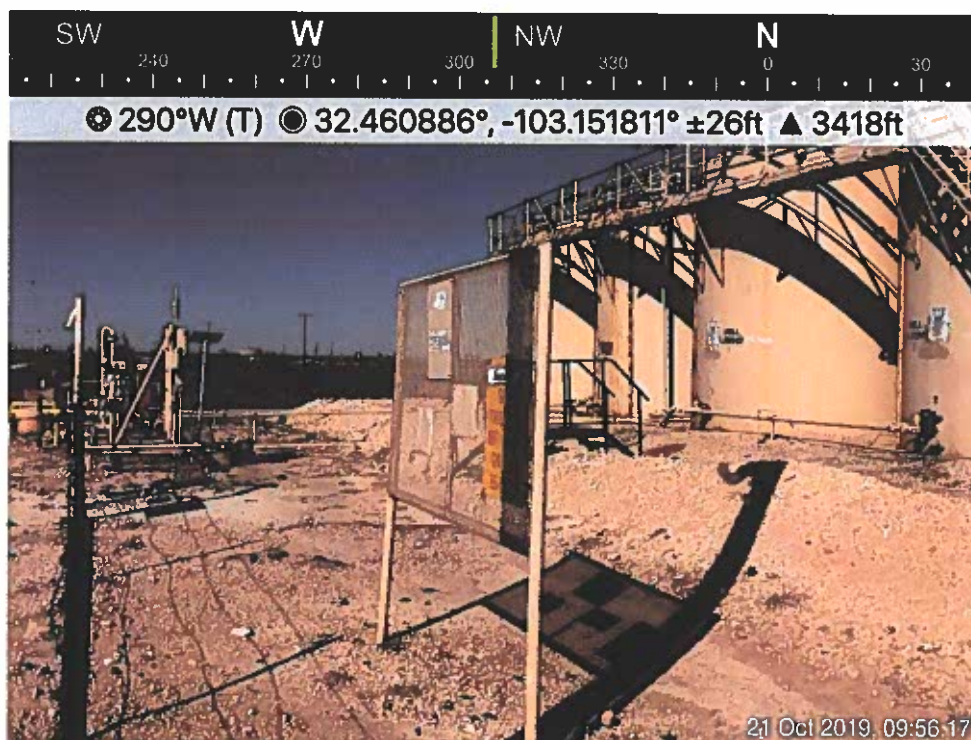 SW W NW N
240 270 300 330 0 30
290°W (T) 32.460886°, -103.151811° ±26ft ▲ 3418ft
21 Oct 2019, 09:56:17